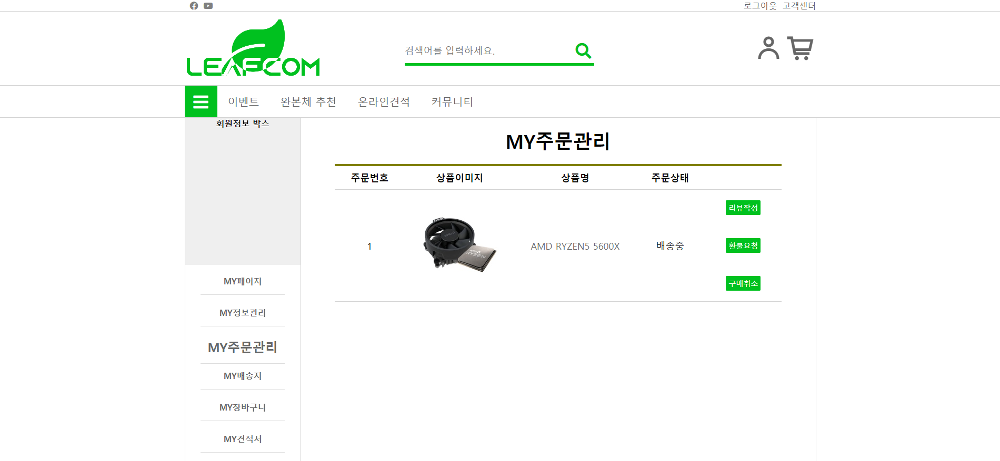 로그아웃 고객센터
LEAFCOM
검색어를 입력하세요.
이벤트 완본체 추천 온라인견적 커뮤니티
회원정보 박스
MY주문관리
주문번호 상품이미지 상품명 주문상태
리뷰작성
1 AMD RYZEN RYZEN5 5600X 배송중 환불요청
구매취소
MY페이지
MY정보관리
MY주문관리
MY배송지
MY장바구니
MY견적서